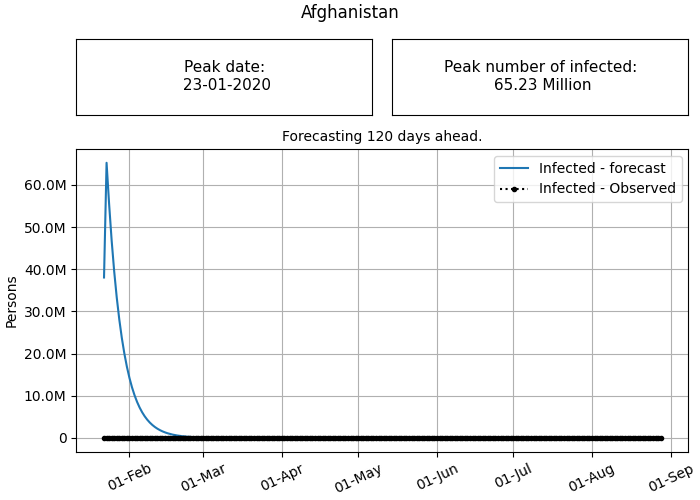 Afghanistan
Peak date:
23-01-2020
Peak number of infected:
65.23 Million
Forecasting 120 days ahead.
Infected - forecast
Infected - Observed
Persons
60.0M
50.0M
40.0M
30.0M
20.0M
10.0M
0
01-Feb
01-Mar
01-Apr
01-May
01-Jun
01-Jul
01-Aug
01-Sep